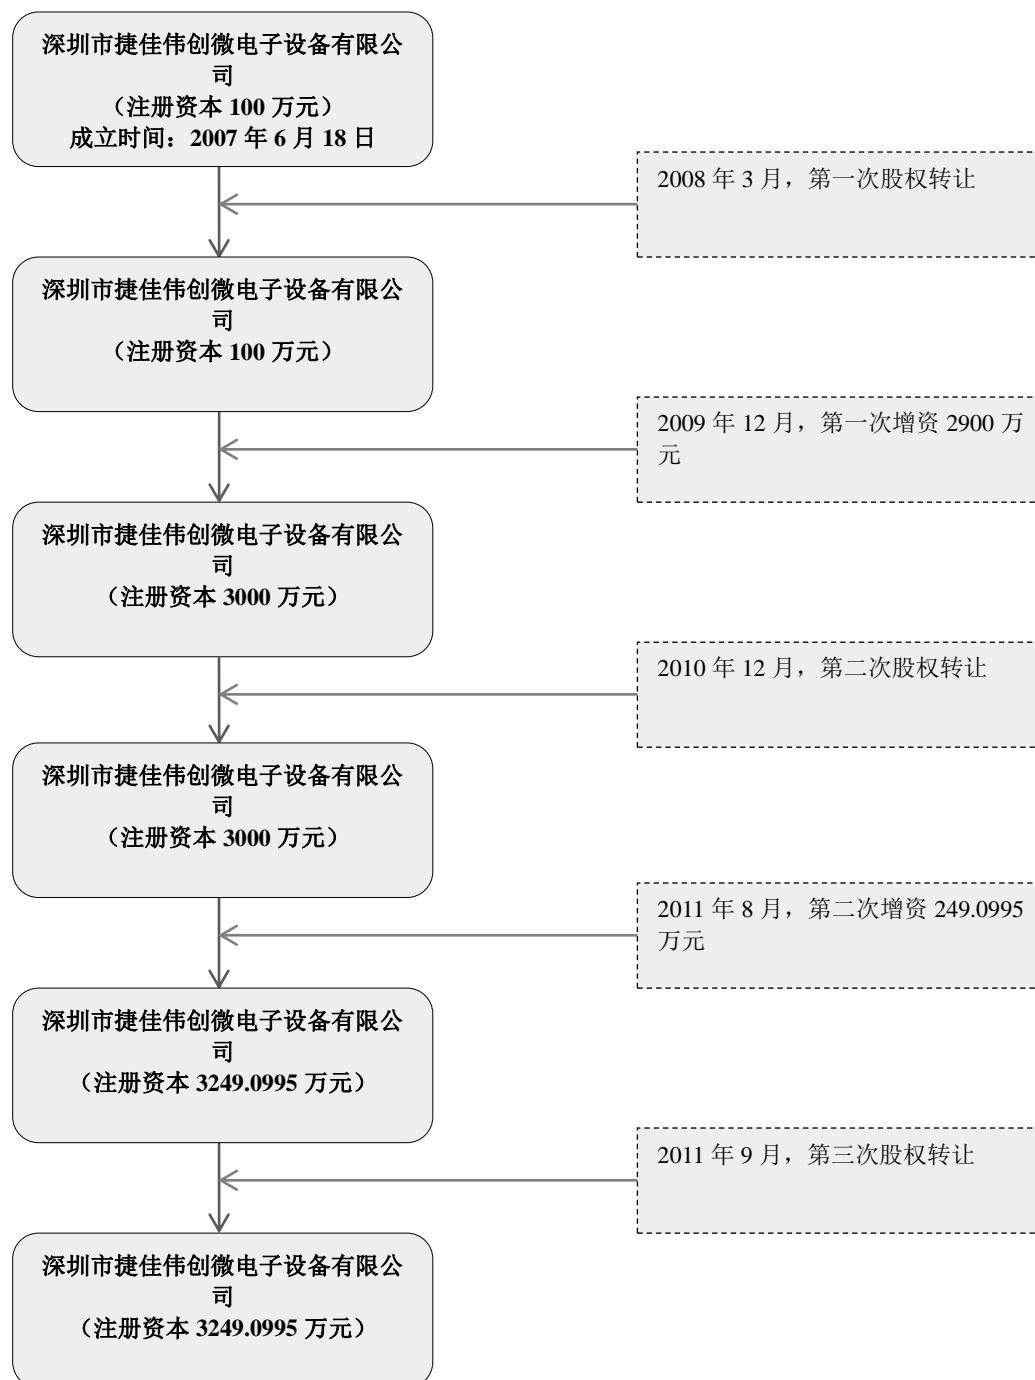 深圳市捷佳伟创微电子设备有限公
司
（注册资本 100 万元）
成立时间：2007 年 6 月 18 日
2008 年 3 月，第一次股权转让
深圳市捷佳伟创微电子设备有限公
司
（注册资本 100 万元）
2009 年 12 月，第一次增资 2900 万
元
深圳市捷佳伟创微电子设备有限公
司
（注册资本 3000 万元）
2010 年 12 月，第二次股权转让
深圳市捷佳伟创微电子设备有限公
司
（注册资本 3000 万元）
2011 年 8 月，第二次增资 249.0995
万元
深圳市捷佳伟创微电子设备有限公
司
（注册资本 3249.0995 万元）
2011 年 9 月，第三次股权转让
深圳市捷佳伟创微电子设备有限公
司
（注册资本 3249.0995 万元）